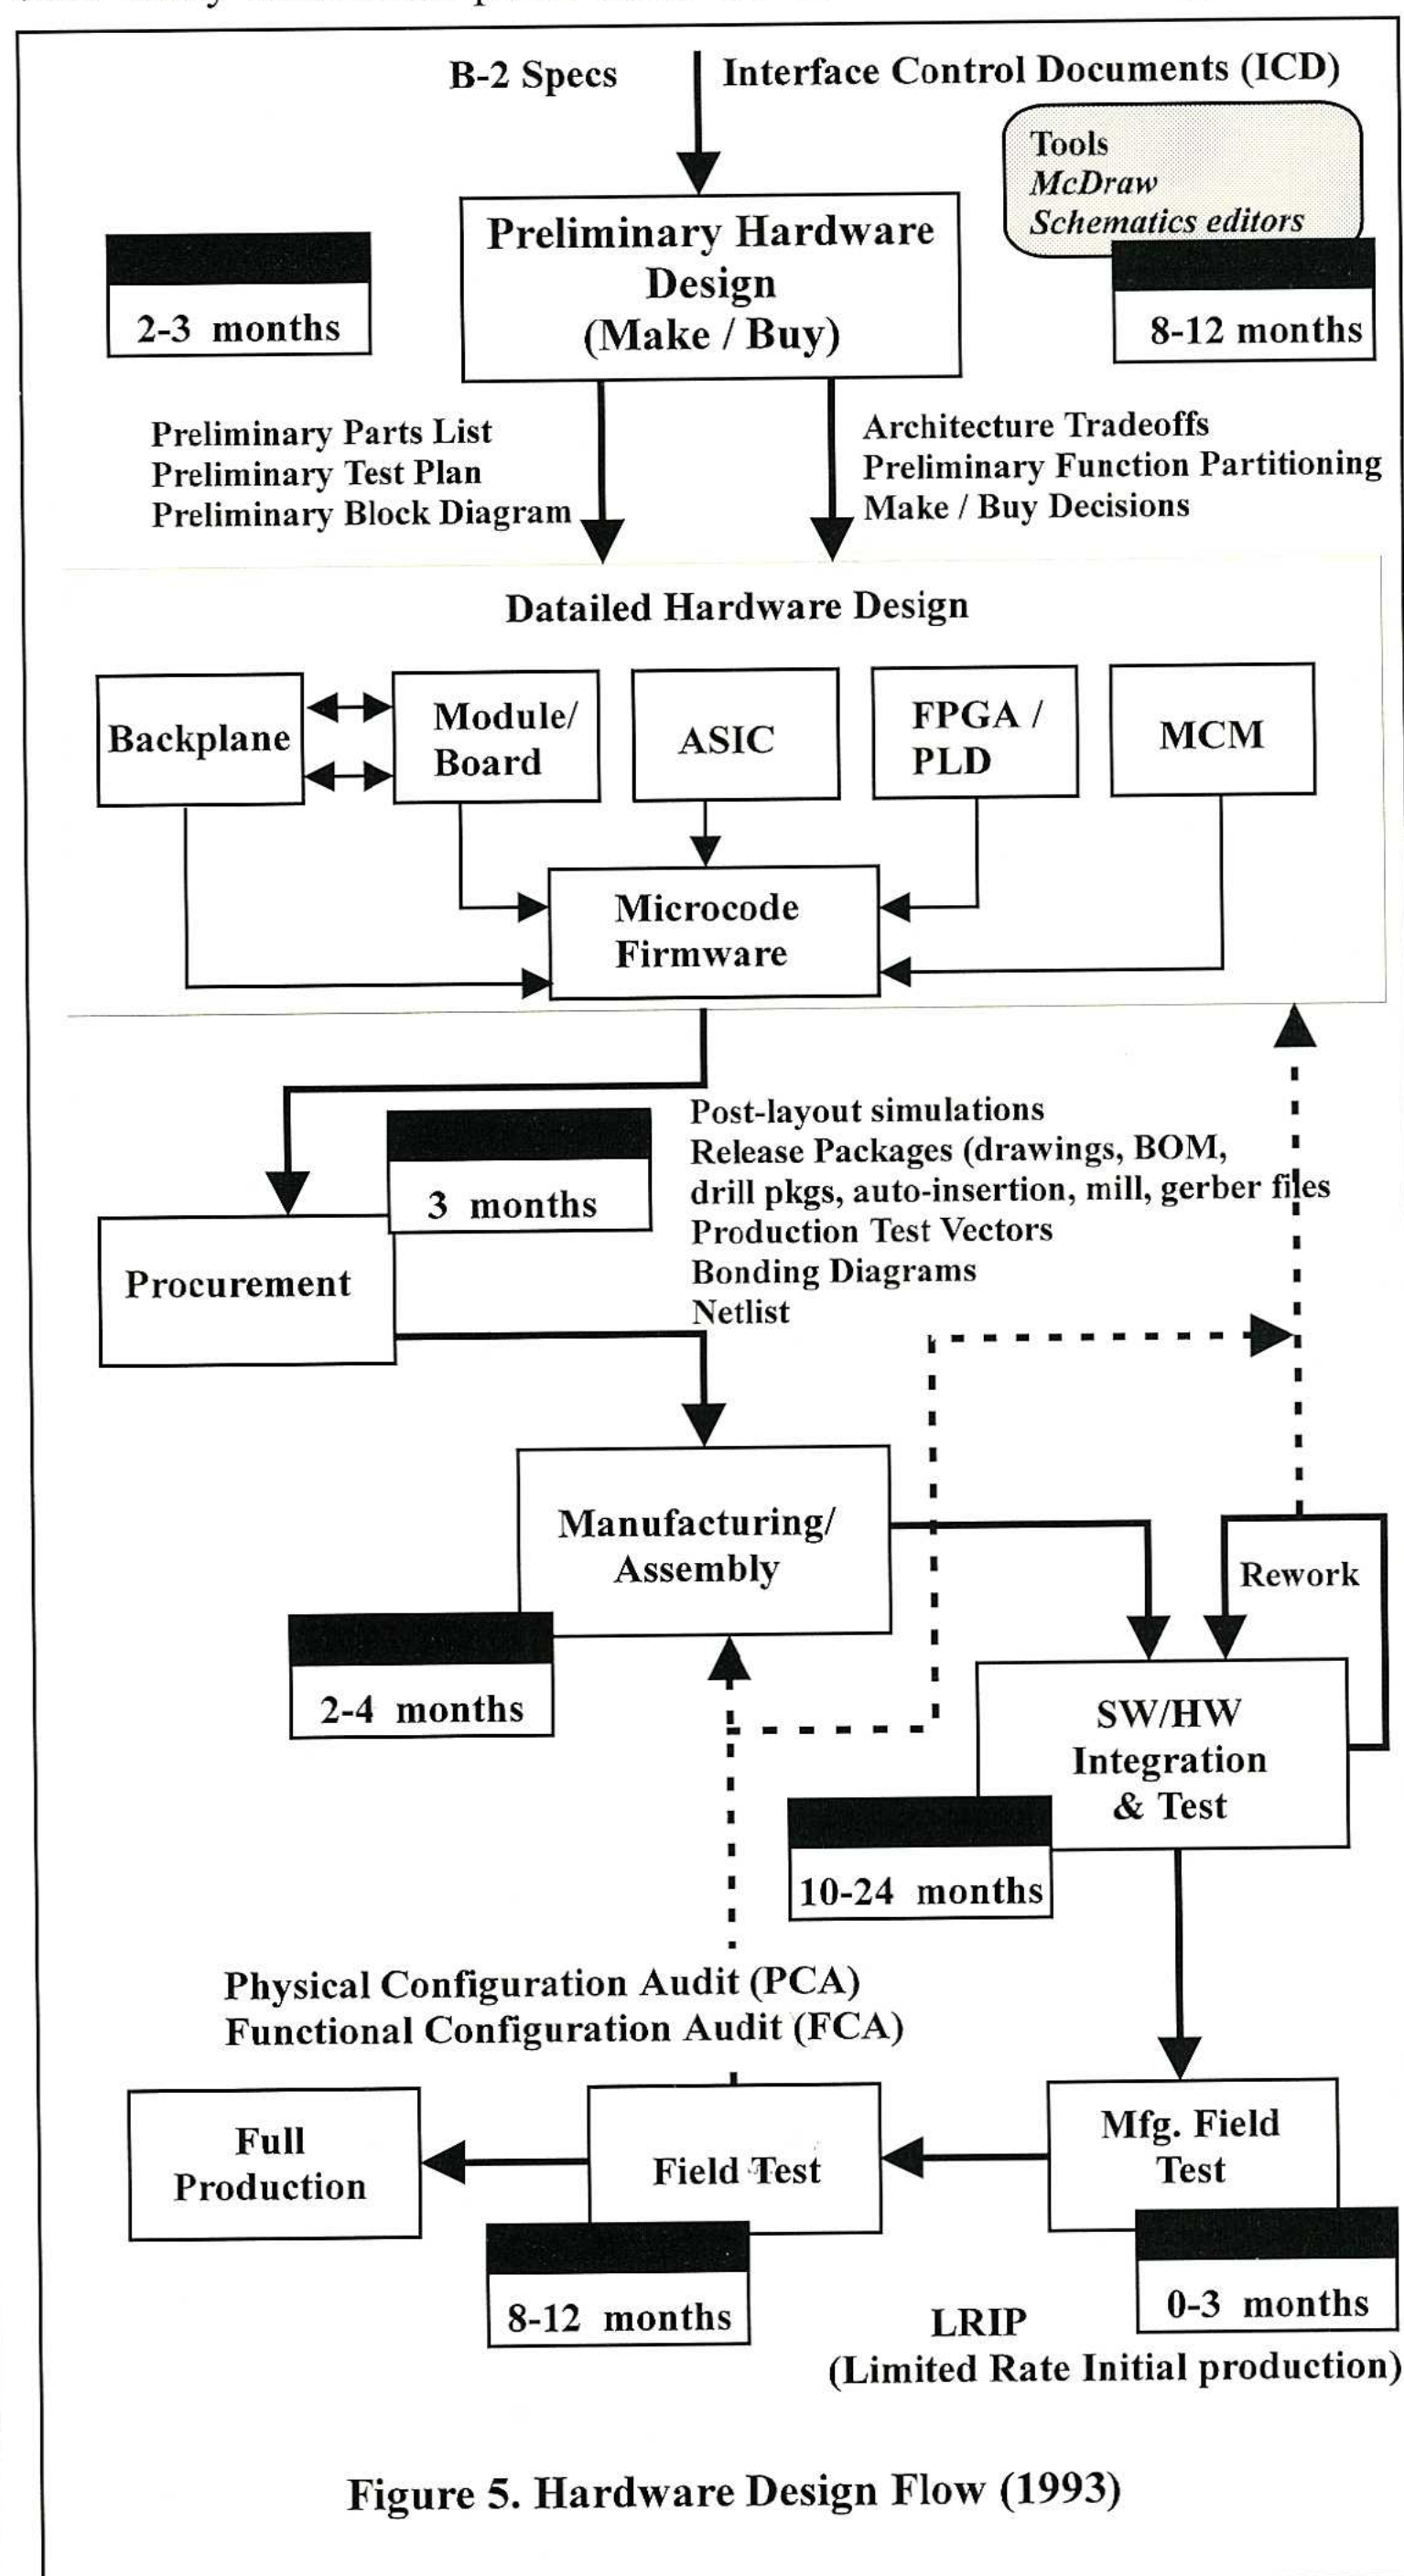 B-2 Specs
Interface Control Documents (ICD)
Tools
McDraw
Schematics editors
Preliminary Hardware
Design
(Make / Buy)
2-3 months
8-12 months
Preliminary Parts List
Preliminary Test Plan
Preliminary Block Diagram
Architecture Tradeoffs
Preliminary Function Partitioning
Make / Buy Decisions
Datailed Hardware Design
Backplane
Module/
Board
ASIC
FPGA /
PLD
MCM
Microcode
Firmware
3 months
Post-layout simulations
Release Packages (drawings, BOM,
drill pkgs, auto-insertion, mill, gerber files
Production Test Vectors
Bonding Diagrams
Netlist
Procurement
Manufacturing/
Assembly
2-4 months
Rework
SW/HW
Integration
& Test
10-24 months
Physical Configuration Audit (PCA)
Functional Configuration Audit (FCA)
Full
Production
Field Test
Mfg. Field
Test
8-12 months
0-3 months
LRIP
(Limited Rate Initial production)
Figure 5. Hardware Design Flow (1993)